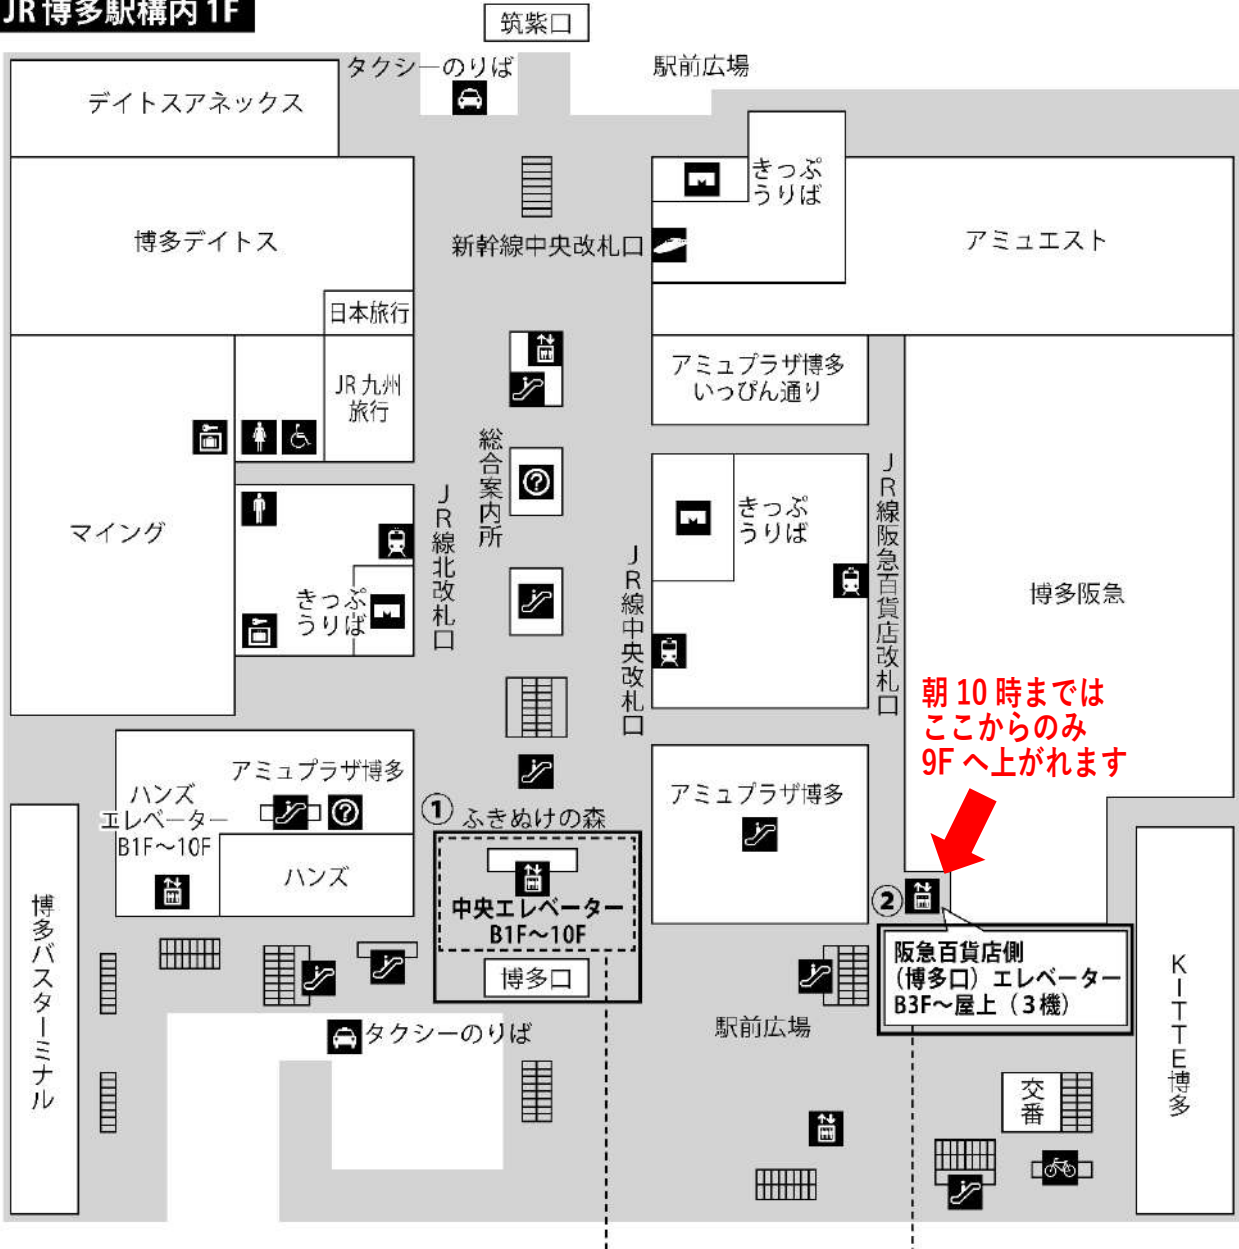 JR博多駅構内 1F
筑紫口
タクシーのりば
駅前広場
デイトスアネックス
きっぷ
うりば
博多デイトス
新幹線中央改札口
アミュエスト
日本旅行
JR九州
旅行
アミュプラザ博多
いっぴん通り
総合案内所
JR線北改札口
マイング
きっぷ
うりば
JR線中央改札口
きっぷ
うりば
JR線阪急百貨店改札口
博多阪急
朝 10 時までは
ここからのみ
9F へ上がれます
アミュプラザ博多
ハンズ
エレベーター
B1F～10F
ハンズ
① ふきぬけの森
中央エレベーター
B1F～10F
博多口
アミュプラザ博多
②
阪急百貨店側
（博多口）エレベーター
B3F～屋上（3機）
博多バスターミナル
タクシーのりば
駅前広場
交番
KITTE博多